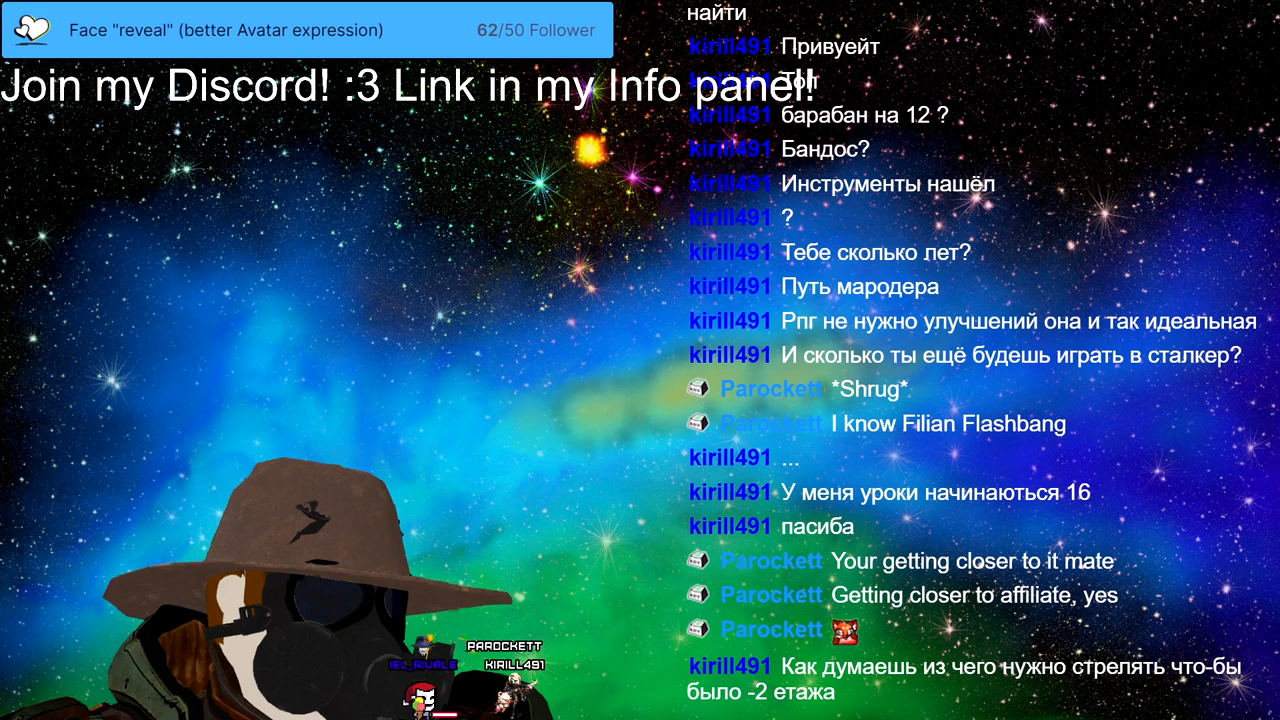 Face "reveal" (better Avatar expression) 62/50 Follower
Join my Discord! :3 Link in my Info panel!
найти
kirill491 Привуейт
kirill491 Топ
kirill491 барабан на 12 ?
kirill491 Бандос?
kirill491 Инструменты нашёл
kirill491 ?
kirill491 Тебе сколько лет?
kirill491 Путь мародера
kirill491 Рпг не нужно улучшений она и так идеальная
kirill491 И сколько ты ещё будешь играть в сталкер?
Parockett *Shrug*
Parockett I know Filian Flashbang
kirill491 ...
kirill491 У меня уроки начинаються 16
kirill491 пасиба
Parockett Your getting closer to it mate
Parockett Getting closer to affiliate, yes
Parockett
kirill491 Как думаешь из чего нужно стрелять что-бы
было -2 етажа
PAROCKETT
IEL_RIVALE
KIRILL491